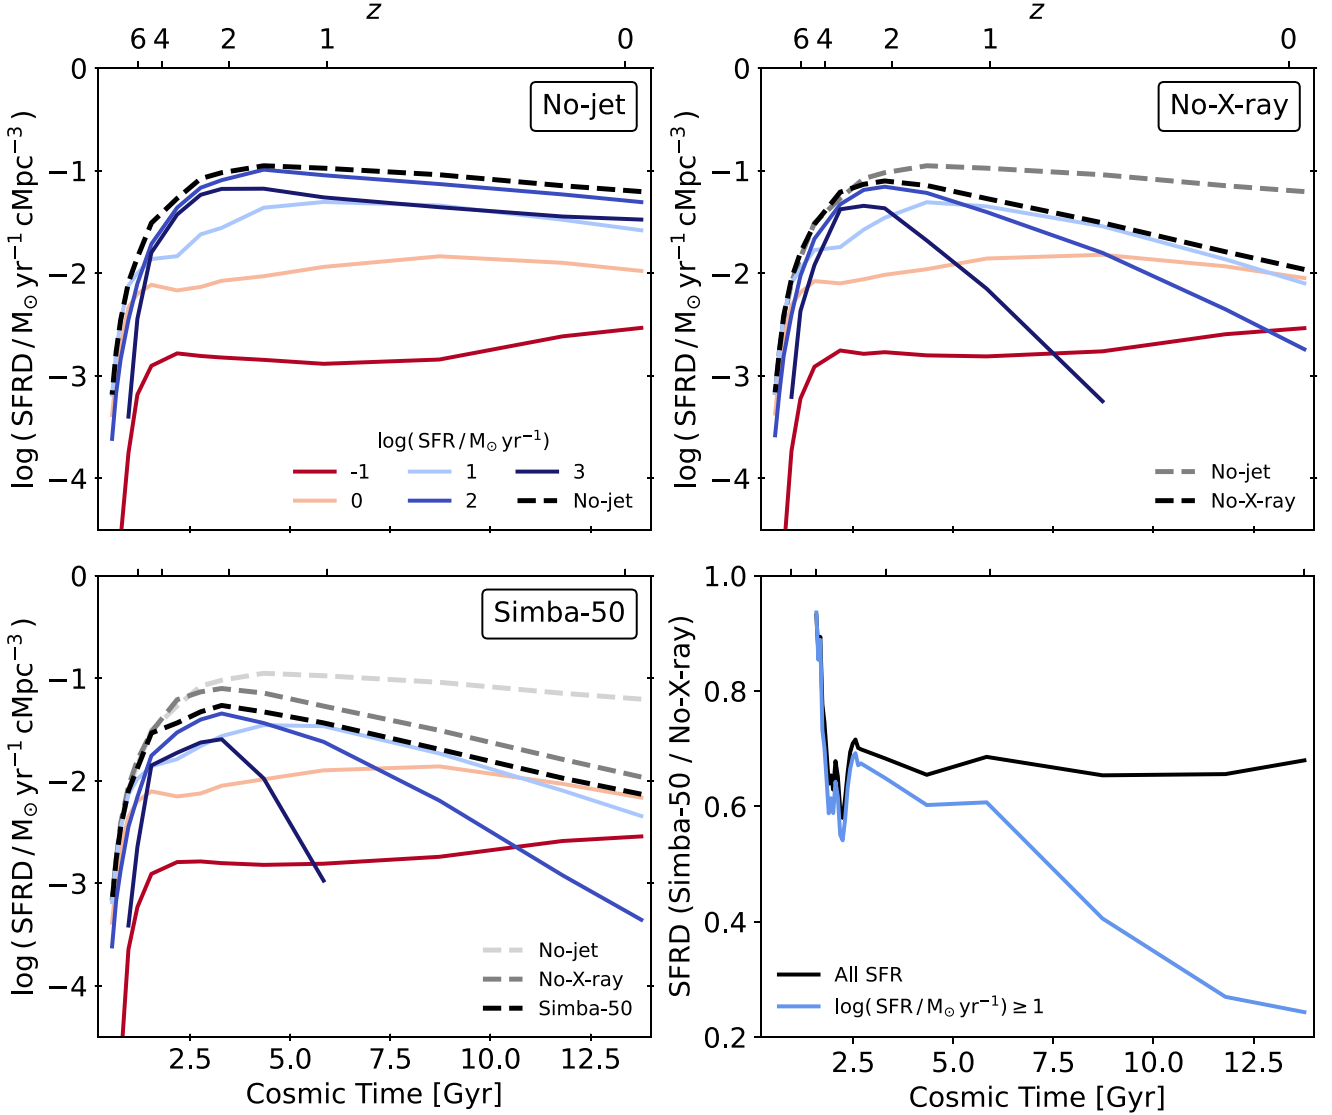 z
6 4 2 1 0
No-jet
log(SFRD / M⊙ yr⁻¹ cMpc⁻³)
0
−1
−2
−3
−4
log(SFR / M⊙ yr⁻¹)
-1 1 3
0 2 No-jet
z
6 4 2 1 0
No-X-ray
log(SFRD / M⊙ yr⁻¹ cMpc⁻³)
0
−1
−2
−3
−4
No-jet
No-X-ray
Simba-50
log(SFRD / M⊙ yr⁻¹ cMpc⁻³)
0
−1
−2
−3
−4
No-jet
No-X-ray
Simba-50
2.5 5.0 7.5 10.0 12.5
Cosmic Time [Gyr]
SFRD (Simba-50 / No-X-ray)
1.0
0.8
0.6
0.4
0.2
All SFR
log(SFR / M⊙ yr⁻¹) ≥ 1
2.5 5.0 7.5 10.0 12.5
Cosmic Time [Gyr]